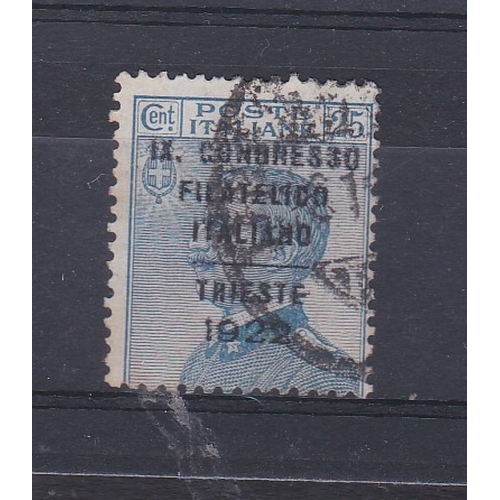 Cent. POSTE 25
ITALIANE
IX. CONGRESSO
FILATELICO
ITALIANO
TRIESTE
1922